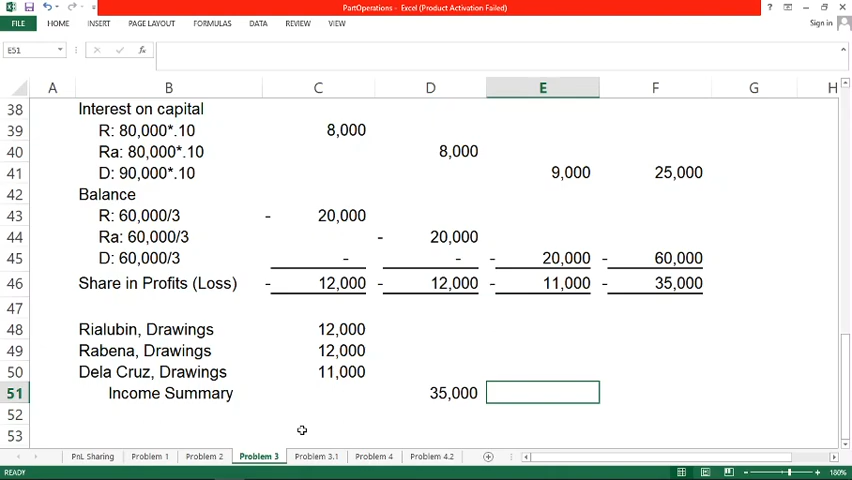 PartOperations - Excel (Product Activation Failed)
FILE HOME INSERT PAGE LAYOUT FORMULAS DATA REVIEW VIEW Sign in
E51 fx
A B C D E F G H
38 Interest on capital
39 R: 80,000*.10 8,000
40 Ra: 80,000*.10 8,000
41 D: 90,000*.10 9,000 25,000
42 Balance
43 R: 60,000/3 - 20,000
44 Ra: 60,000/3 - 20,000
45 D: 60,000/3 - - - 20,000 - 60,000
46 Share in Profits (Loss) - 12,000 - 12,000 - 11,000 - 35,000
47
48 Rialubin, Drawings 12,000
49 Rabena, Drawings 12,000
50 Dela Cruz, Drawings 11,000
51 Income Summary 35,000
52
53
PnL Sharing Problem 1 Problem 2 Problem 3 Problem 3.1 Problem 4 Problem 4.2
READY 180%